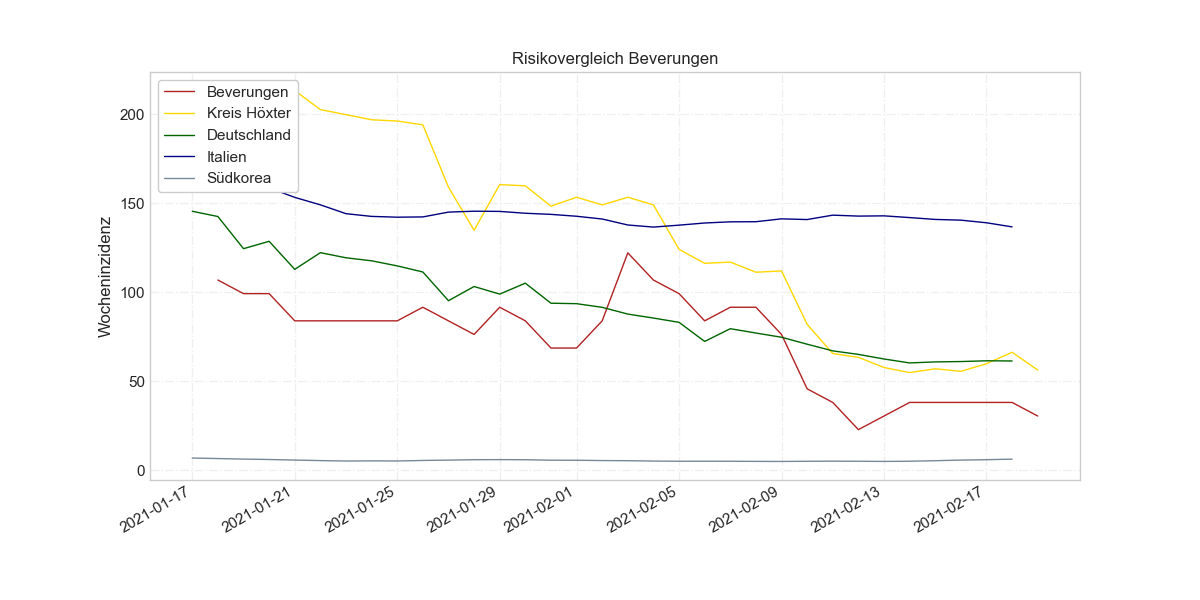 Risikovergleich Beverungen
Beverungen
Kreis Höxter
Deutschland
Italien
Südkorea
Wocheninzidenz
200
150
100
50
0
2021-01-17
2021-01-21
2021-01-25
2021-01-29
2021-02-01
2021-02-05
2021-02-09
2021-02-13
2021-02-17